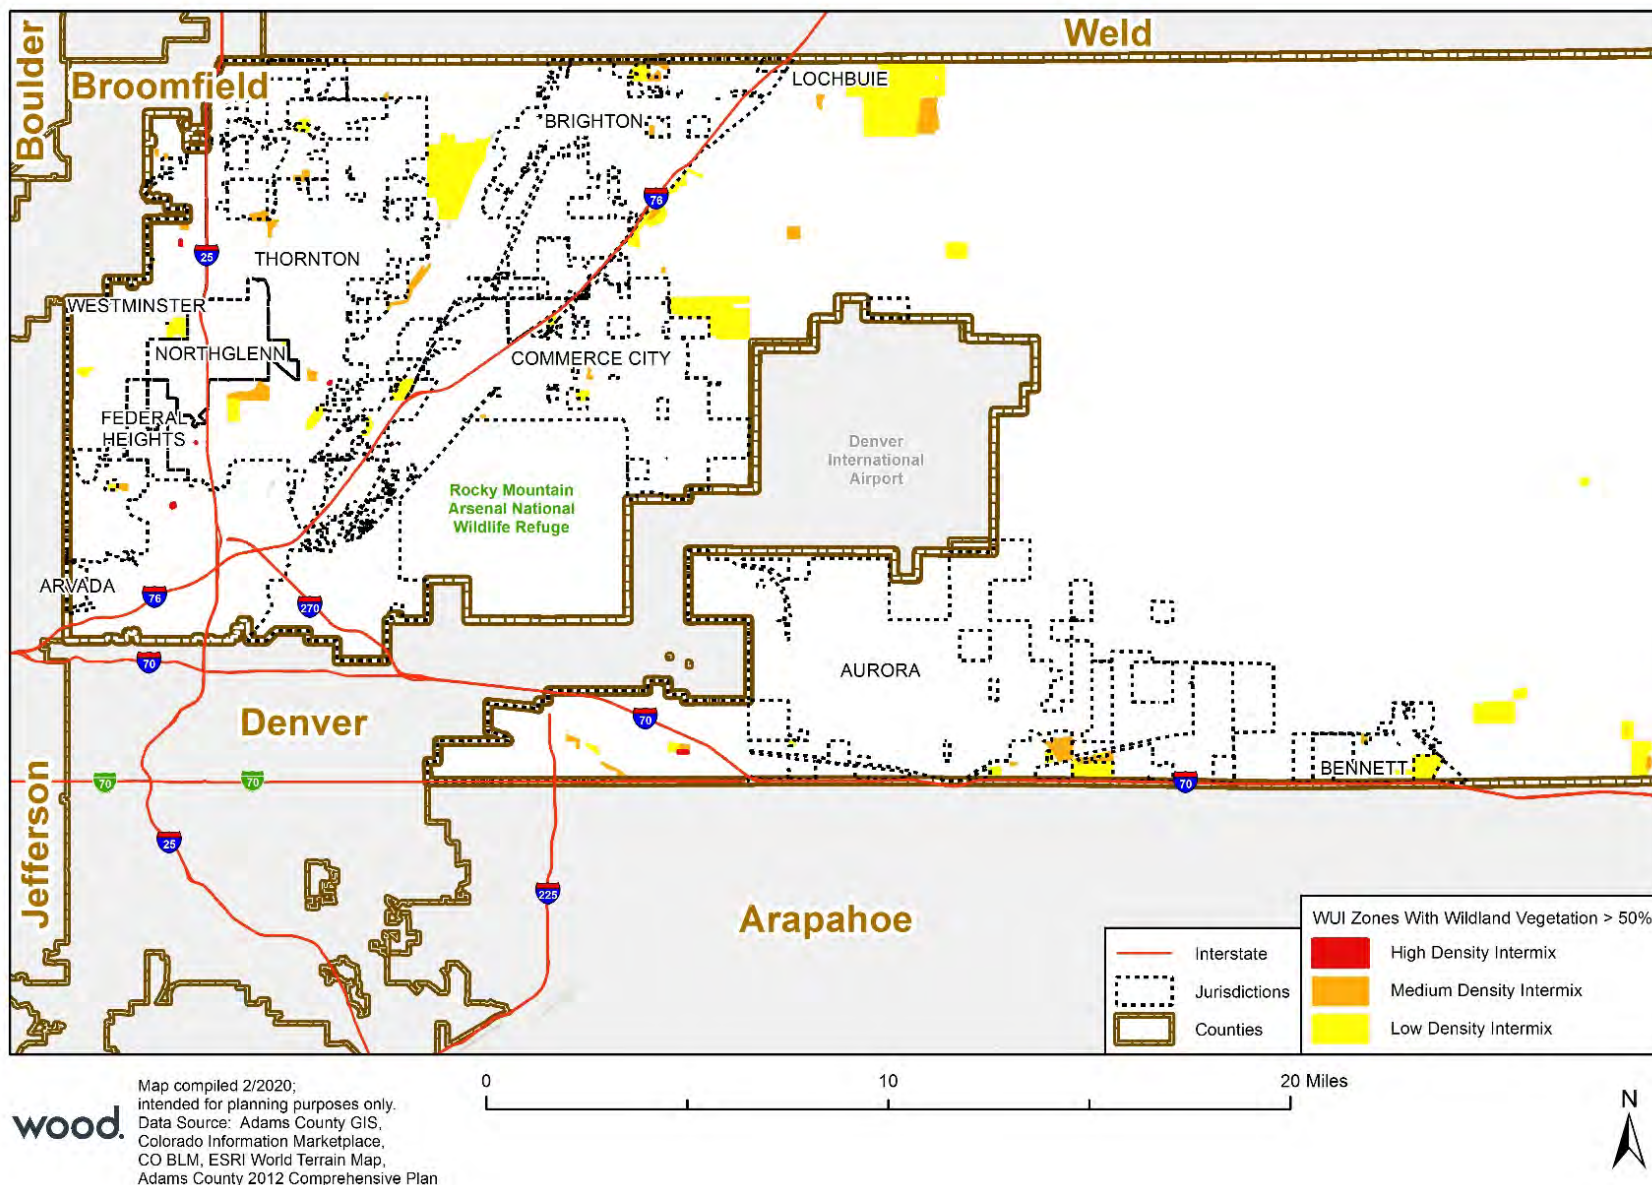 Boulder
Weld
Broomfield
LOCHBUIE
BRIGHTON
76
25
THORNTON
WESTMINSTER
NORTHGLENN
COMMERCE CITY
FEDERAL
HEIGHTS
Denver
International
Airport
Rocky Mountain
Arsenal National
Wildlife Refuge
ARVADA
76
270
70
AURORA
Denver
70
BENNETT
70
70
70
Jefferson
25
225
Arapahoe
Interstate
Jurisdictions
Counties
WUI Zones With Wildland Vegetation > 50%
High Density Intermix
Medium Density Intermix
Low Density Intermix
0
10
20 Miles
N
wood.
Map compiled 2/2020;
intended for planning purposes only.
Data Source: Adams County GIS,
Colorado Information Marketplace,
CO BLM, ESRI World Terrain Map,
Adams County 2012 Comprehensive Plan